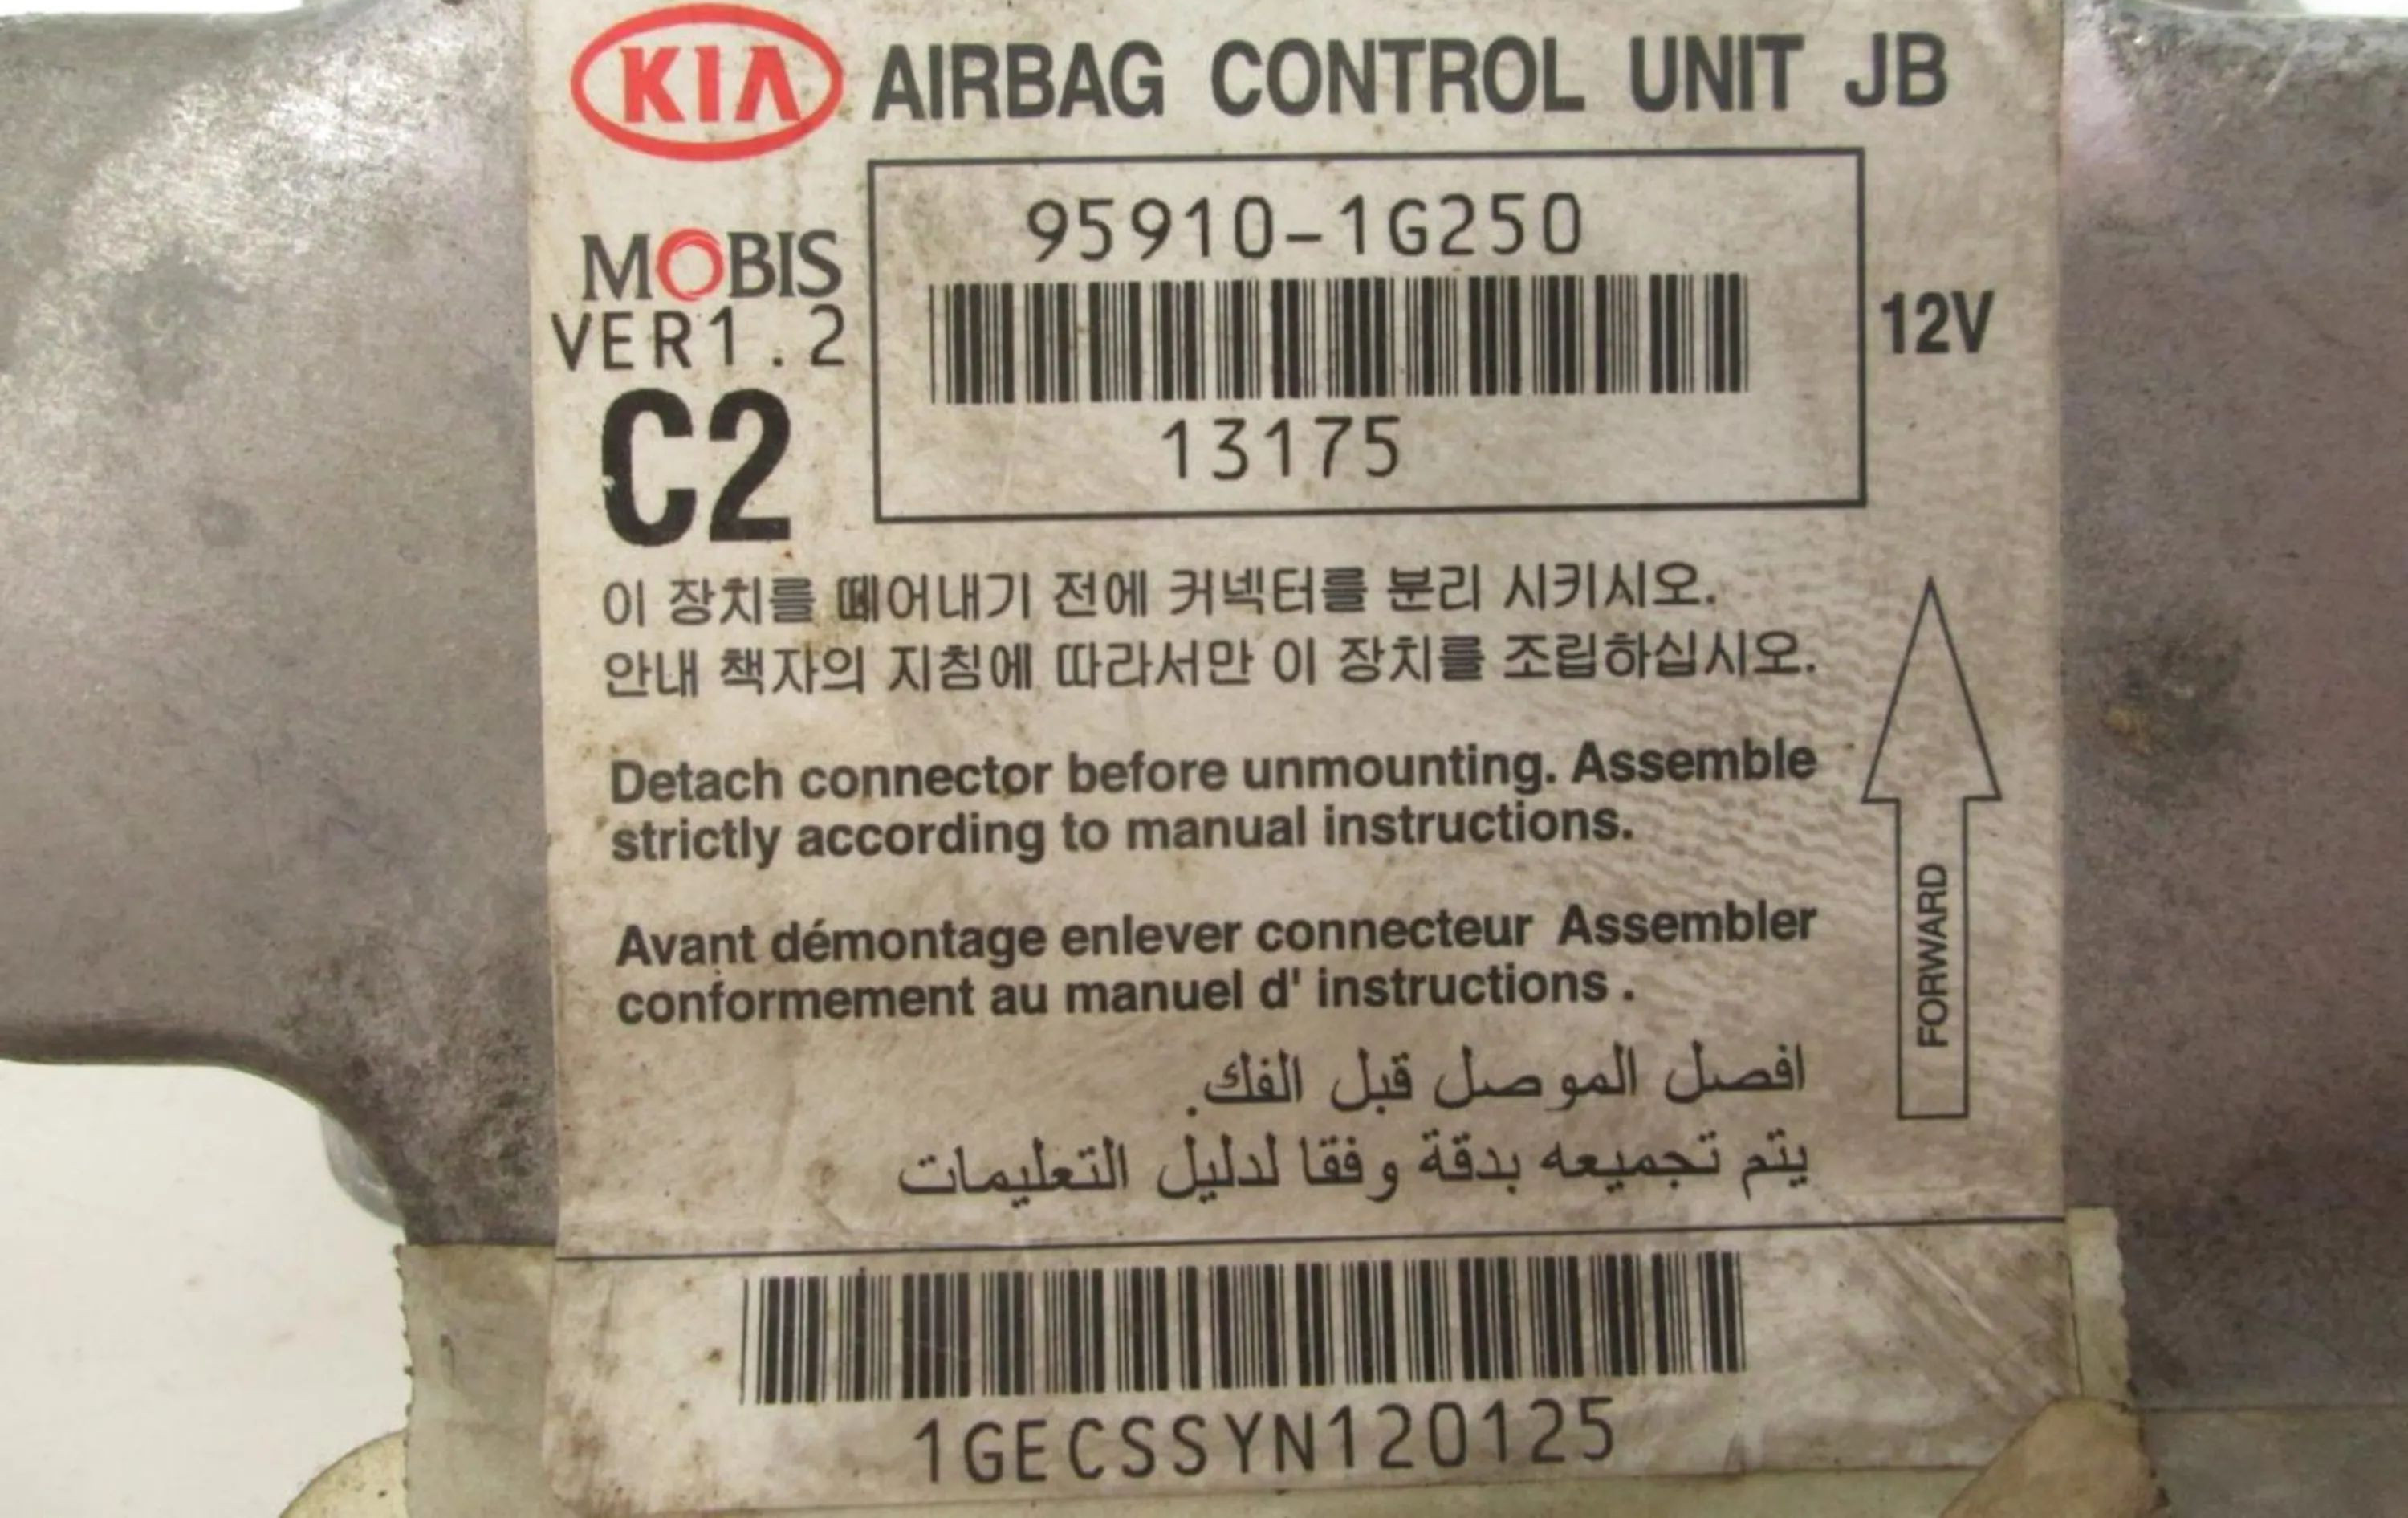 KIA AIRBAG CONTROL UNIT JB
95910-1G250
MOBIS
VER1.2
12V
C2
13175
이 장치를 떼어내기 전에 커넥터를 분리 시키시오.
안내 책자의 지침에 따라서만 이 장치를 조립하십시오.
Detach connector before unmounting. Assemble
strictly according to manual instructions.
Avant démontage enlever connecteur Assembler
conformement au manuel d' instructions .
FORWARD
افصل الموصل قبل الفك.
يتم تجميعه بدقة وفقا لدليل التعليمات
1GECSSYN120125